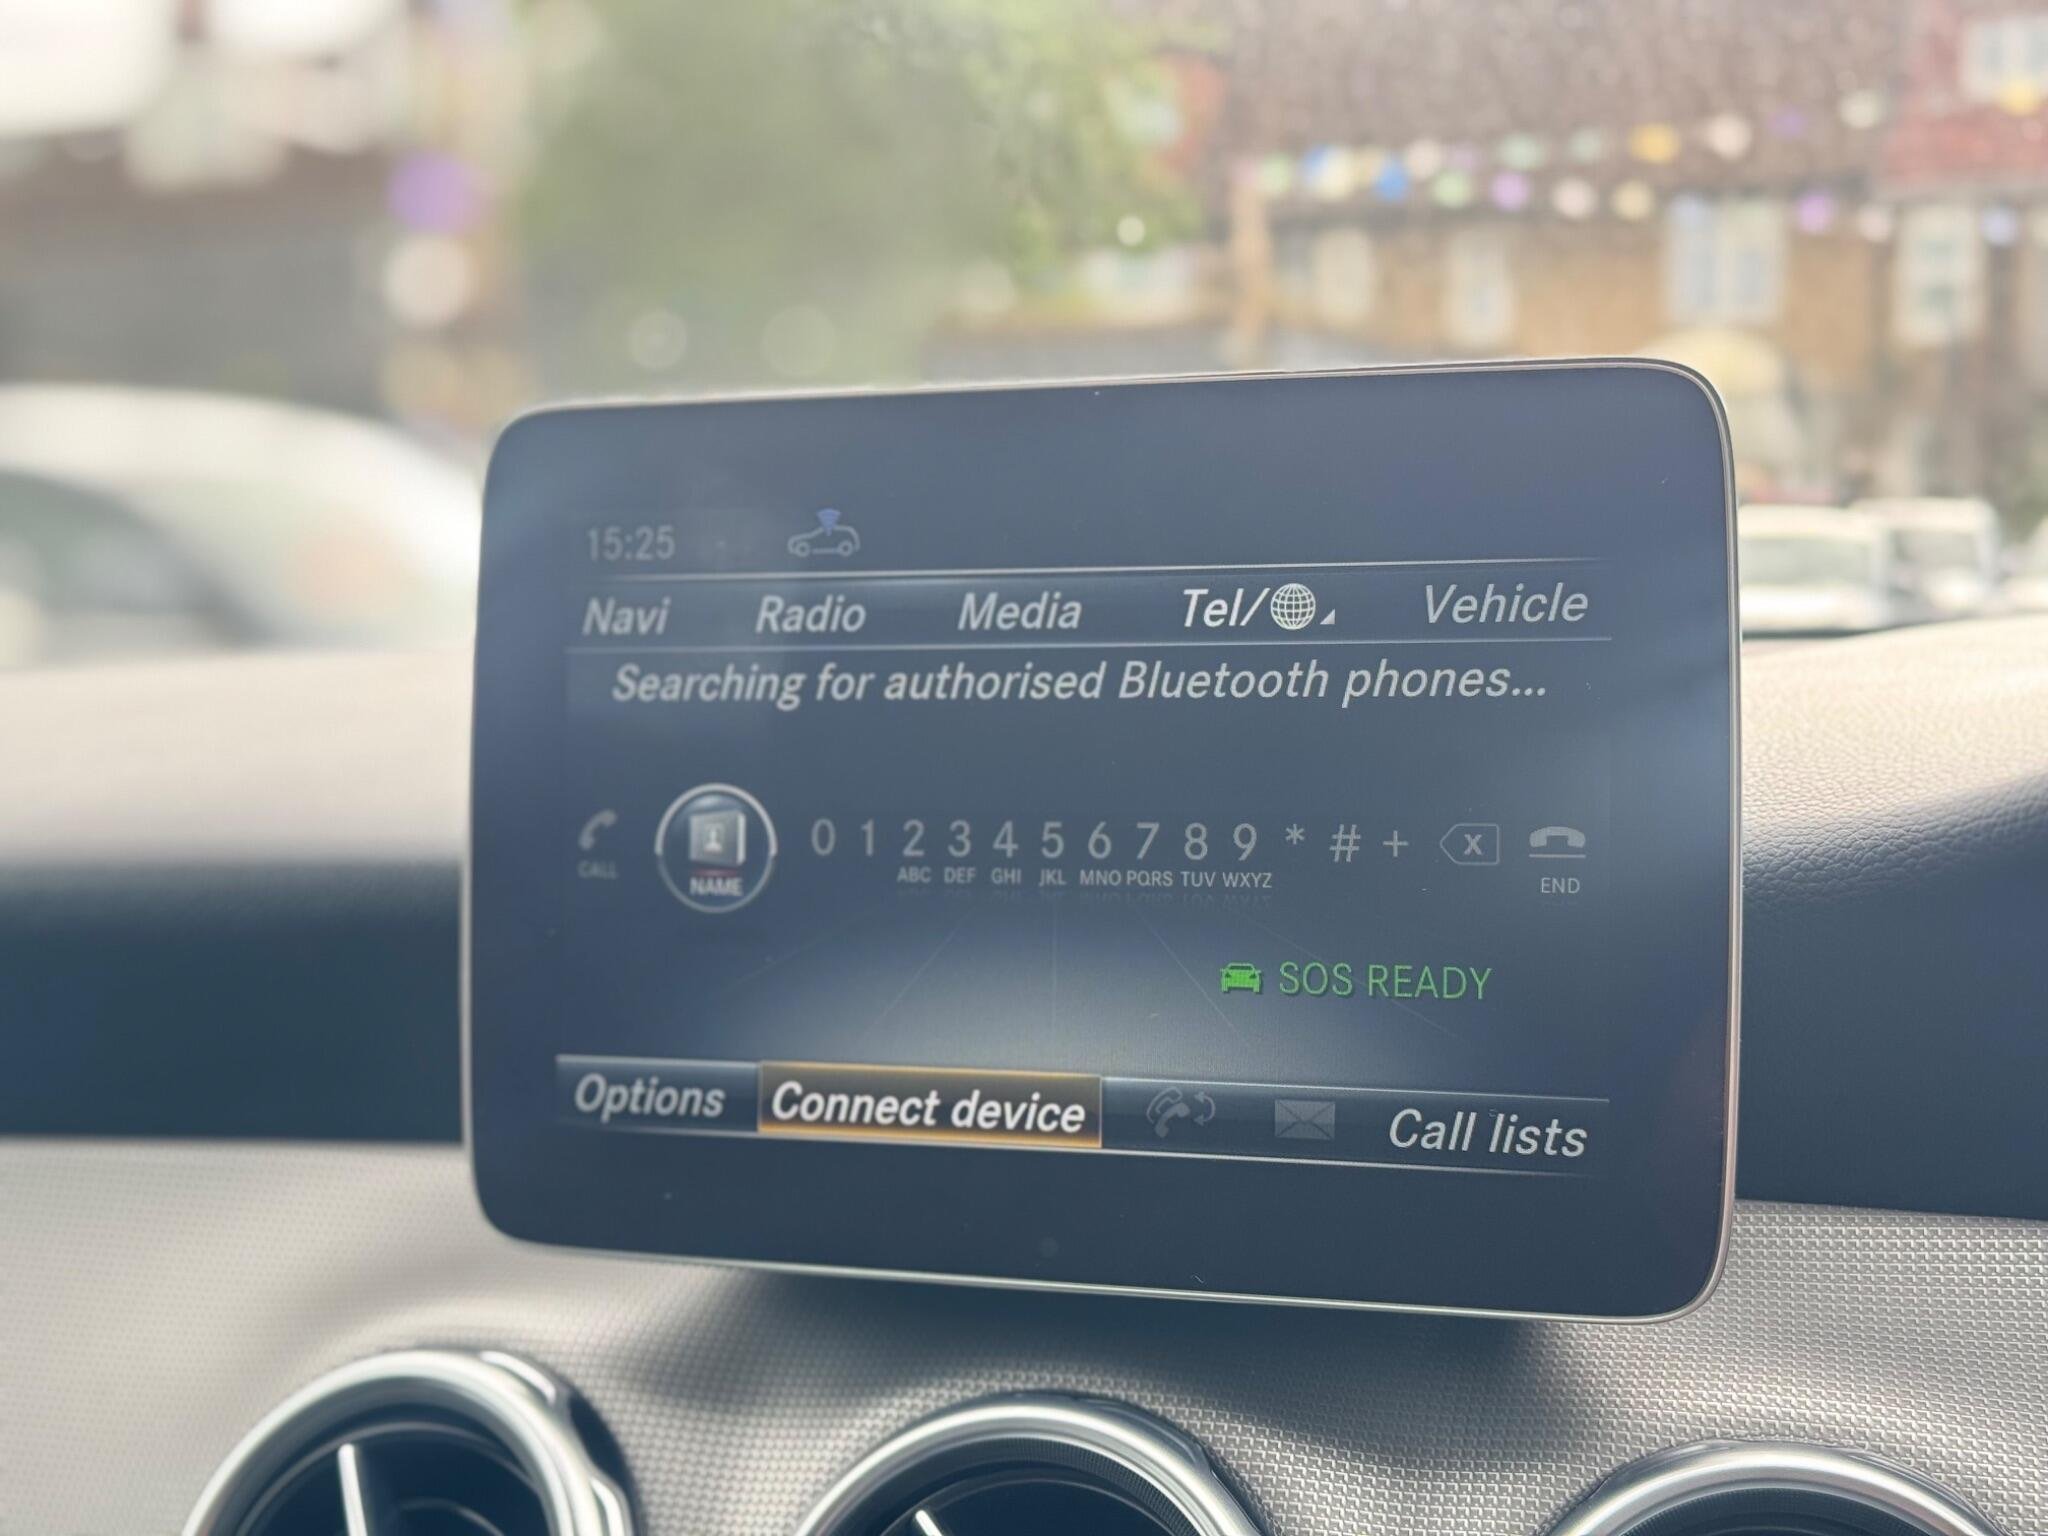 15:25
Navi Radio Media Tel/ Vehicle
Searching for authorised Bluetooth phones...
0 1 2 3 4 5 6 7 8 9 * # + X
CALL NAME ABC DEF GHI JKL MNO PQRS TUV WXYZ END
SOS READY
Options Connect device Call lists